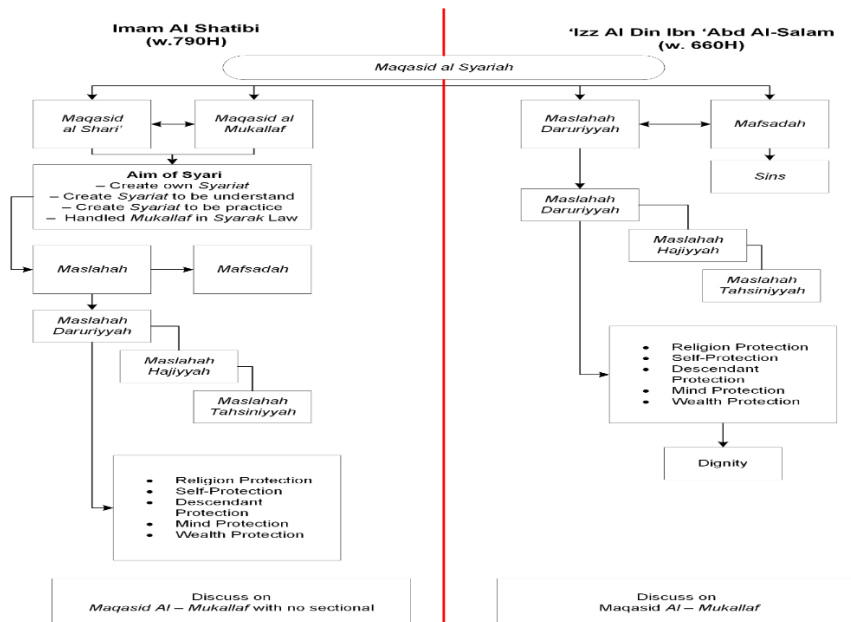 Imam Al Shatibi
(w.790H)
‘Izz Al Din Ibn ‘Abd Al-Salam
(w. 660H)
Maqasid al Syariah
Maqasid
al Shari’
Maqasid al
Mukallaf
Aim of Syari
– Create own Syariat
– Create Syariat to be understand
– Create Syariat to be practice
– Handled Mukallaf in Syarak Law
Maslahah
Mafsadah
Maslahah
Daruriyyah
Maslahah
Hajiyyah
Maslahah
Tahsiniyyah
• Religion Protection
• Self-Protection
• Descendant
Protection
• Mind Protection
• Wealth Protection
Discuss on
Maqasid Al – Mukallaf with no sectional
Maslahah
Daruriyyah
Mafsadah
Sins
Maslahah
Daruriyyah
Maslahah
Hajiyyah
Maslahah
Tahsiniyyah
• Religion Protection
• Self-Protection
• Descendant
Protection
• Mind Protection
• Wealth Protection
Dignity
Discuss on
Maqasid Al – Mukallaf